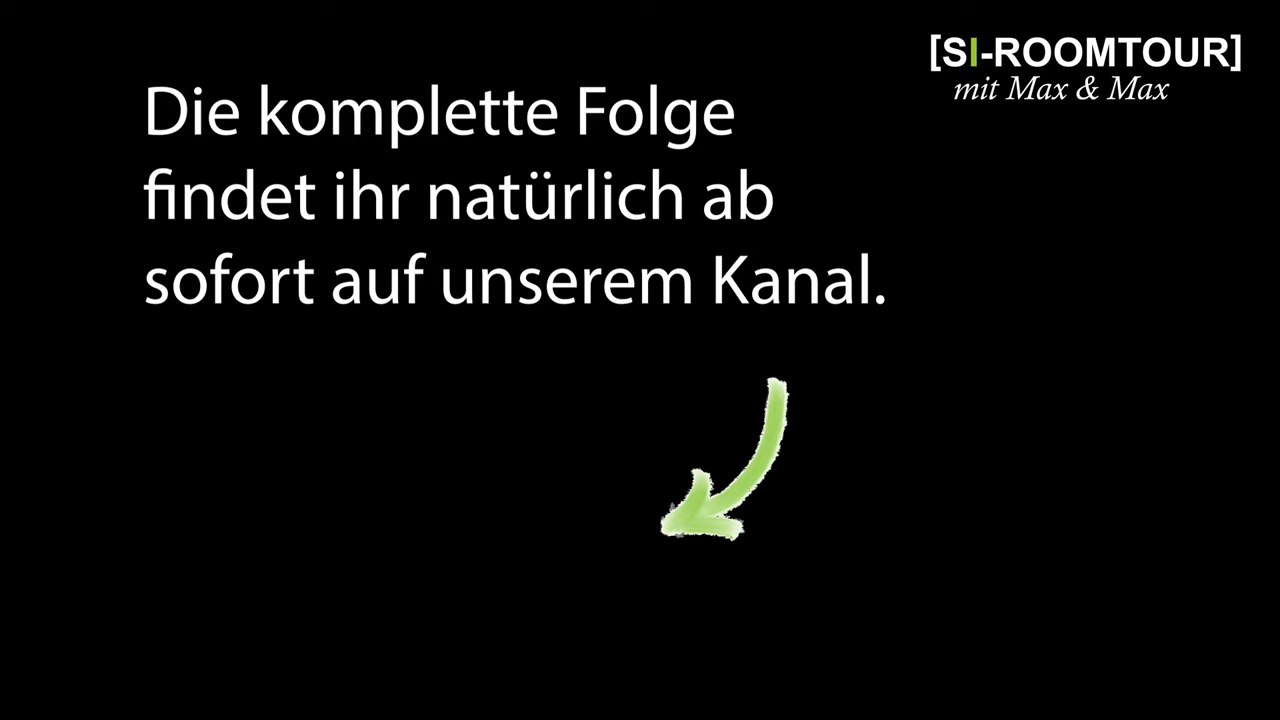 [SI-ROOMTOUR]
mit Max & Max
Die komplette Folge
findet ihr natürlich ab
sofort auf unserem Kanal.